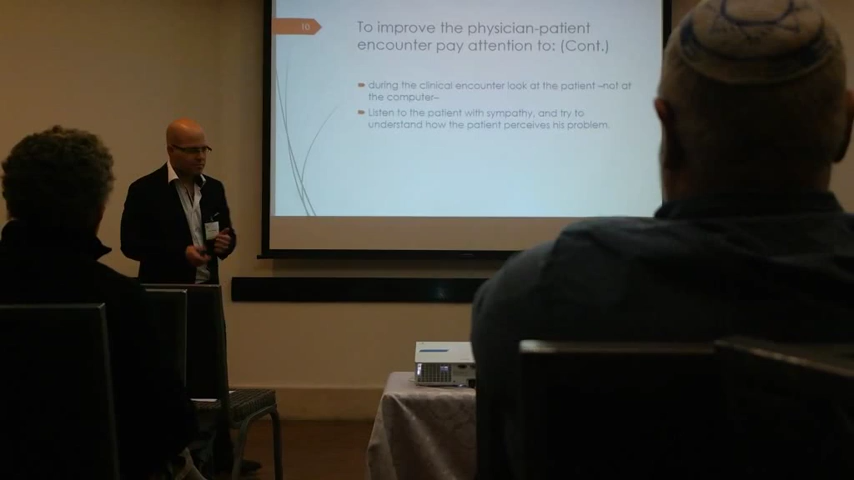 10
To improve the physician-patient
encounter pay attention to: (Cont.)
during the clinical encounter look at the patient –not at
the computer–
Listen to the patient with sympathy, and try to
understand how the patient perceives his problem.